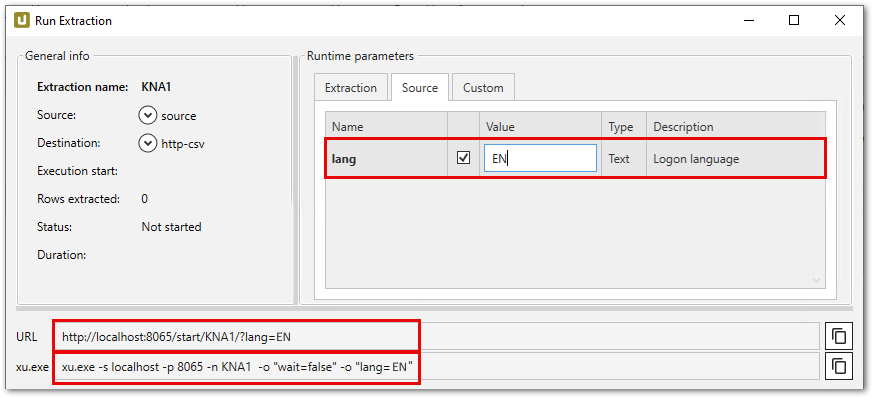 u Run Extraction
General info
Extraction name: KNA1
Source: source
Destination: http-csv
Execution start:
Rows extracted: 0
Status: Not started
Duration:
Runtime parameters
Extraction Source Custom
Name Value Type Description
lang EN Text Logon language
URL http://localhost:8065/start/KNA1/?lang=EN
xu.exe xu.exe -s localhost -p 8065 -n KNA1 -o "wait=false" -o "lang=EN"